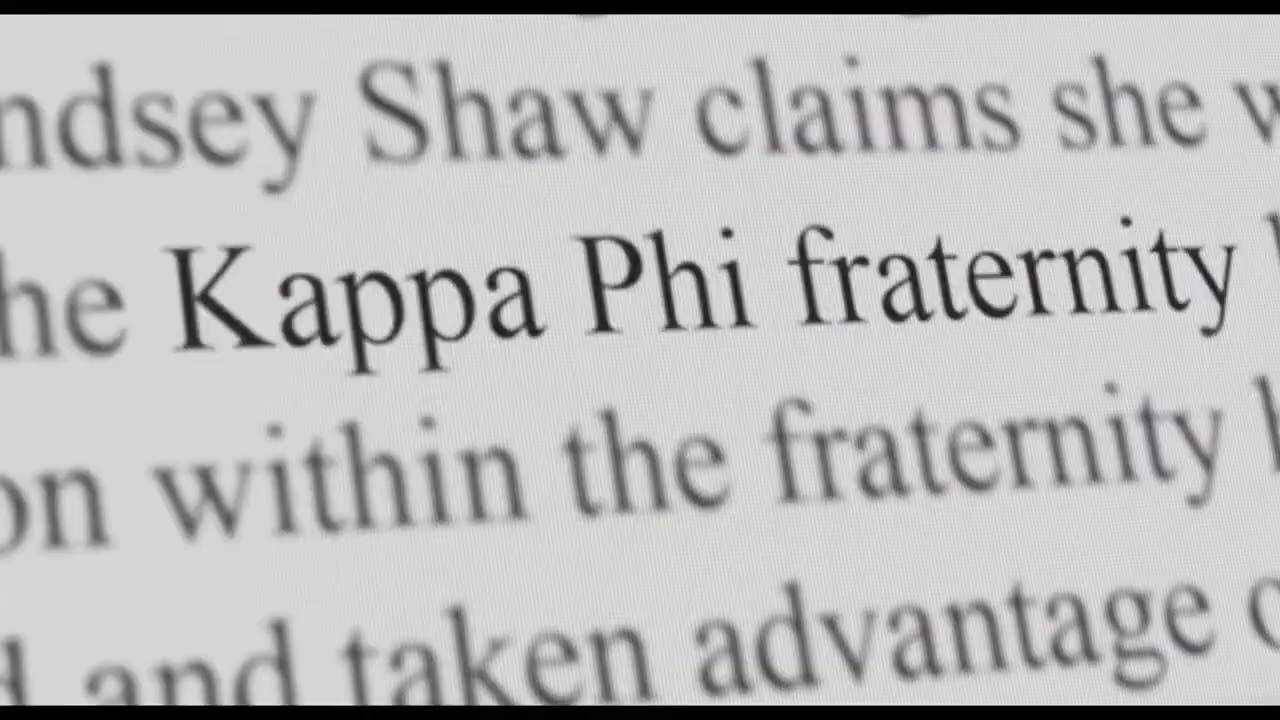 ndsey Shaw claims she w
he Kappa Phi fraternity
on within the fraternity
d and taken advantage